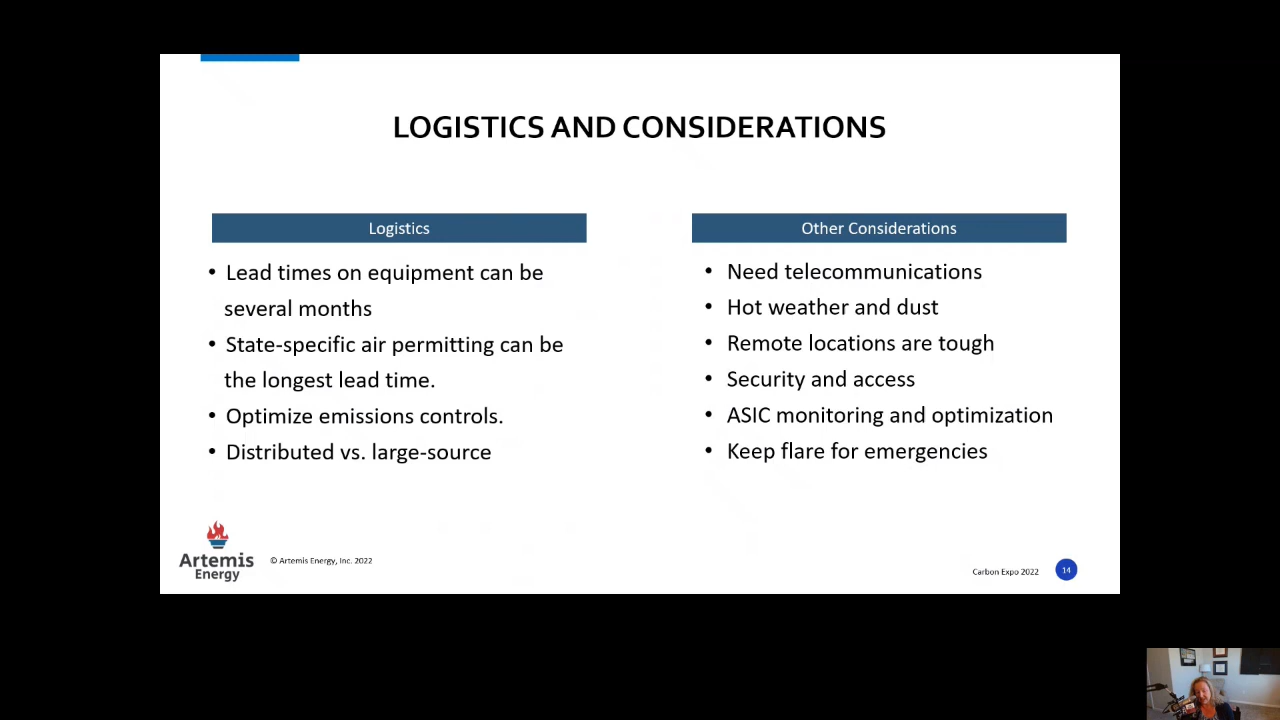 LOGISTICS AND CONSIDERATIONS
Logistics
• Lead times on equipment can be
several months
• State-specific air permitting can be
the longest lead time.
• Optimize emissions controls.
• Distributed vs. large-source
Other Considerations
• Need telecommunications
• Hot weather and dust
• Remote locations are tough
• Security and access
• ASIC monitoring and optimization
• Keep flare for emergencies
Artemis
Energy
© Artemis Energy, Inc. 2022
Carbon Expo 2022
14